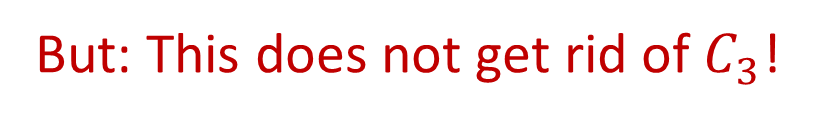 But: This does not get rid of C₃!